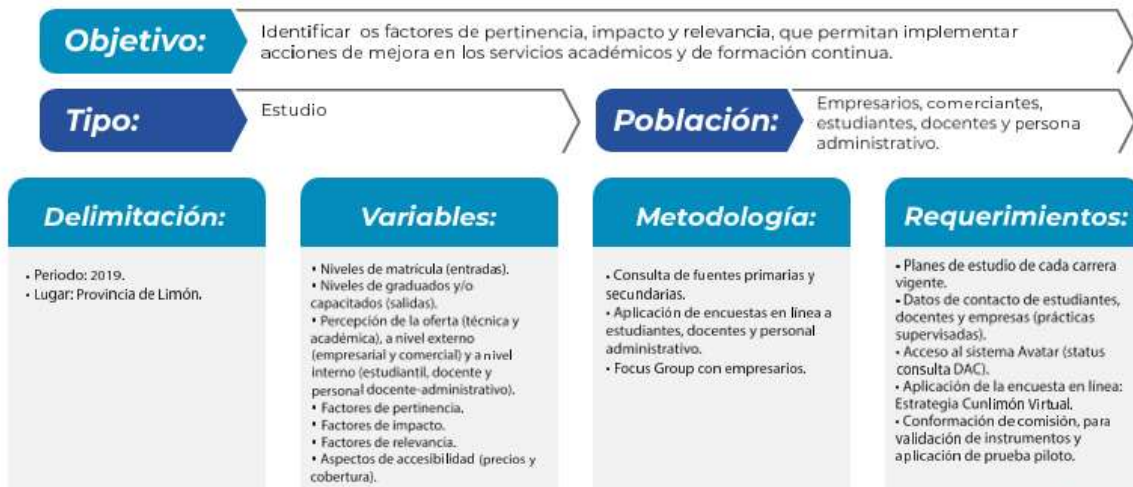 Objetivo:
Identificar os factores de pertinencia, impacto y relevancia, que permitan implementar
acciones de mejora en los servicios académicos y de formación continua.
Tipo:
Estudio
Población:
Empresarios, comerciantes,
estudiantes, docentes y persona
administrativo.
Delimitación:
• Periodo: 2019.
• Lugar: Provincia de Limón.
Variables:
• Niveles de matrícula (entradas).
• Niveles de graduados y/o
capacitados (salidas).
• Percepción de la oferta (técnica y
académica), a nivel externo
(empresarial y comercial) y a nivel
interno (estudiantil, docente y
personal docente-administrativo).
• Factores de pertinencia.
• Factores de impacto.
• Factores de relevancia.
• Aspectos de accesibilidad (precios y
cobertura).
Metodología:
• Consulta de fuentes primarias y
secundarias.
• Aplicación de encuestas en línea a
estudiantes, docentes y personal
administrativo.
• Focus Group con empresarios.
Requerimientos:
• Planes de estudio de cada carrera
vigente.
• Datos de contacto de estudiantes,
docentes y empresas (prácticas
supervisadas).
• Acceso al sistema Avatar (status
consulta DAC).
• Aplicación de la encuesta en línea:
Estrategia Cunlimón Virtual.
• Conformación de comisión, para
validación de instrumentos y
aplicación de prueba piloto.